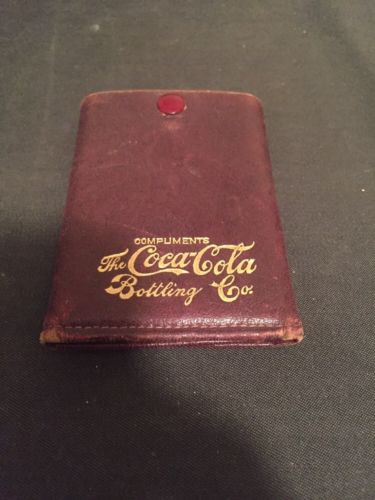 COMPLIMENTS
The Coca-Cola
Bottling Co.